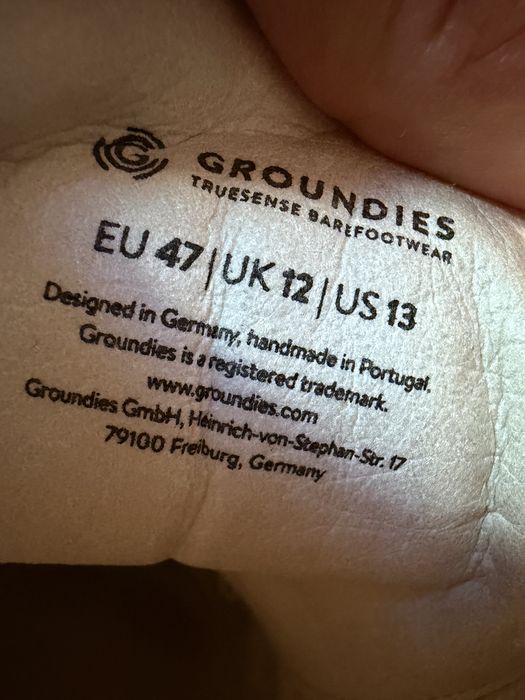 G
GROUNDIES
TRUESENSE BAREFOOTWEAR
EU 47 | UK 12 | US 13
Designed in Germany, handmade in Portugal.
Groundies is a registered trademark.
www.groundies.com
Groundies GmbH, Heinrich-von-Stephan-Str. 17
79100 Freiburg, Germany